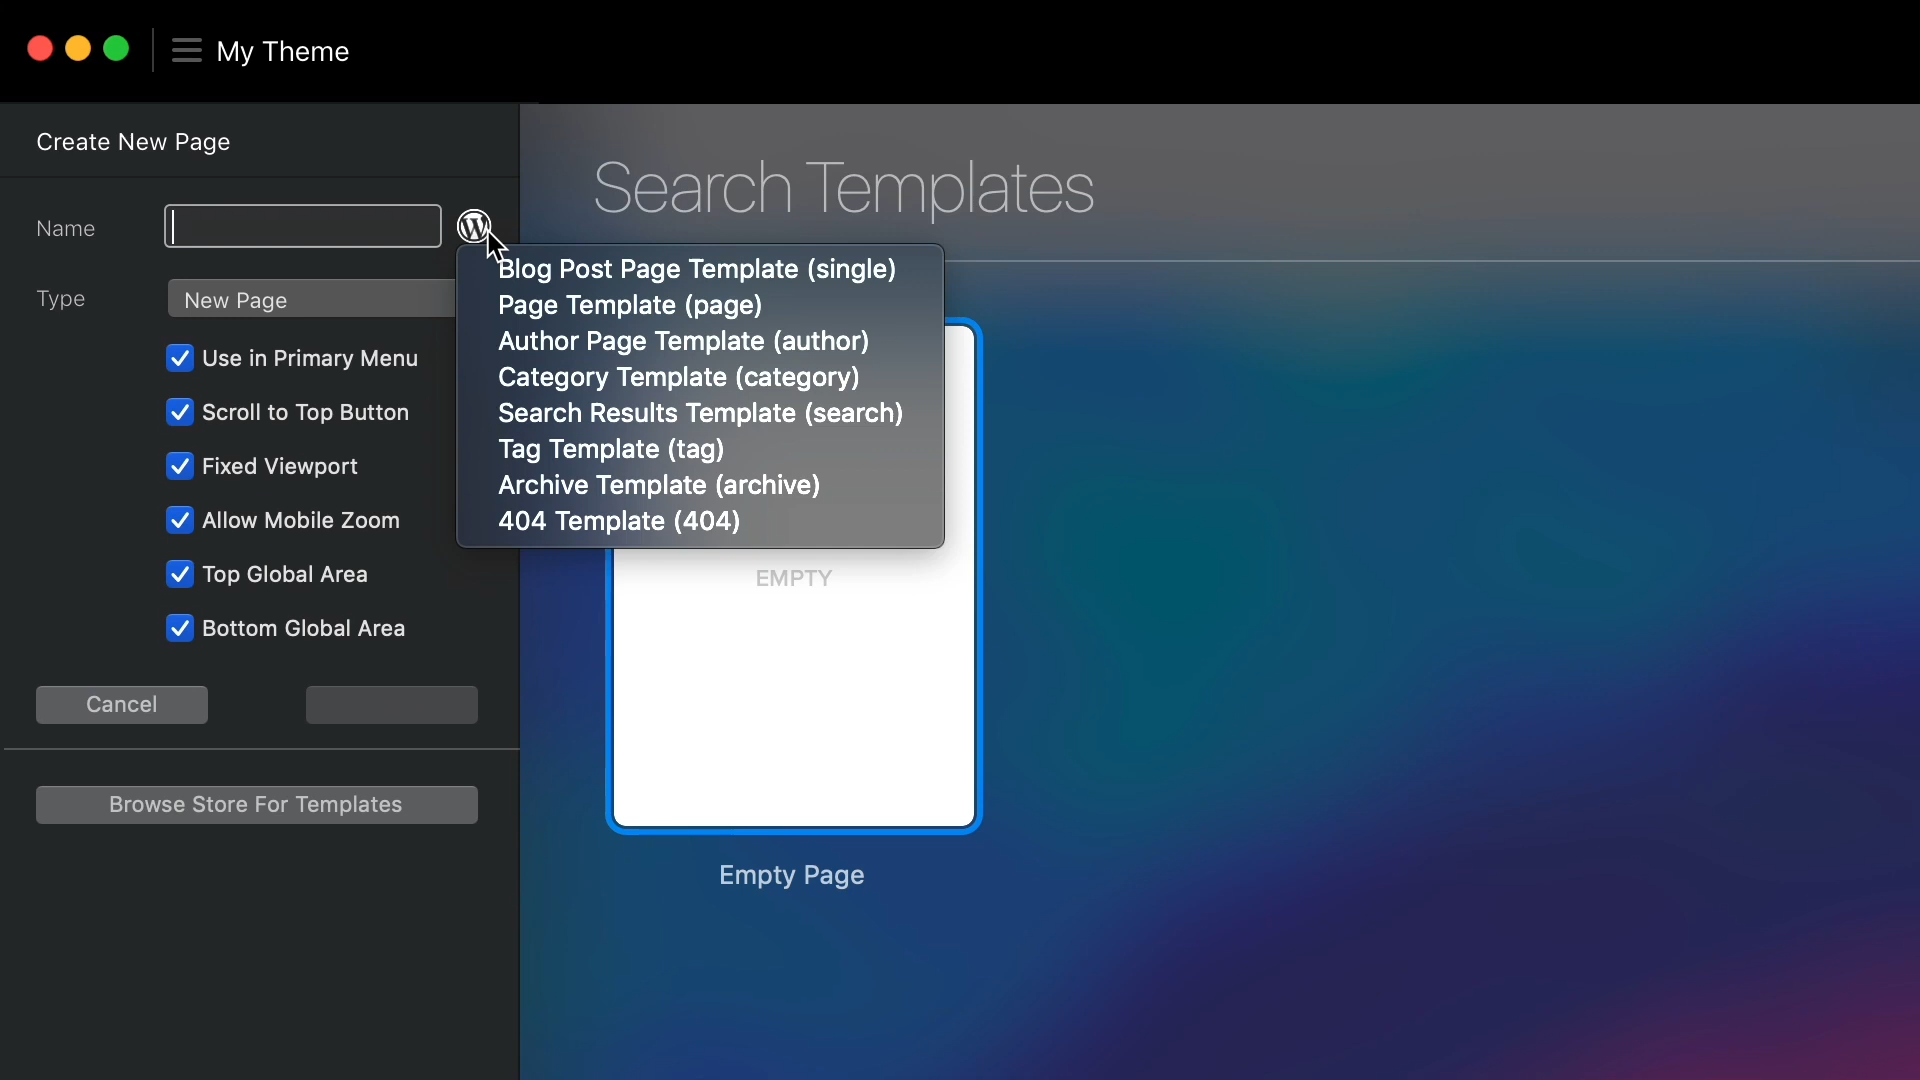 My Theme
Create New Page
Search Templates
Name
Blog Post Page Template (single)
Page Template (page)
Author Page Template (author)
Category Template (category)
Search Results Template (search)
Tag Template (tag)
Archive Template (archive)
404 Template (404)
Type
New Page
Use in Primary Menu
Scroll to Top Button
Fixed Viewport
Allow Mobile Zoom
Top Global Area
Bottom Global Area
Cancel
Browse Store For Templates
EMPTY
Empty Page